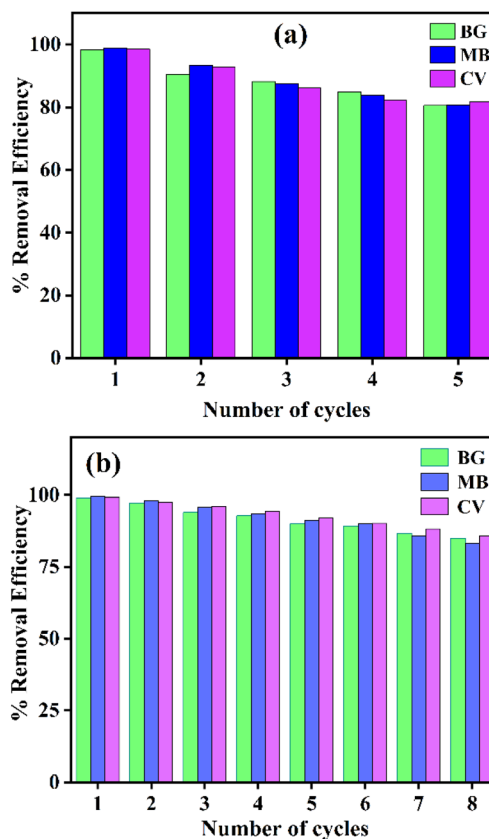 (a)
BG
MB
CV
100
80
60
40
20
0
% Removal Efficiency
1 2 3 4 5
Number of cycles
(b)
BG
MB
CV
100
75
50
25
0
% Removal Efficiency
1 2 3 4 5 6 7 8
Number of cycles